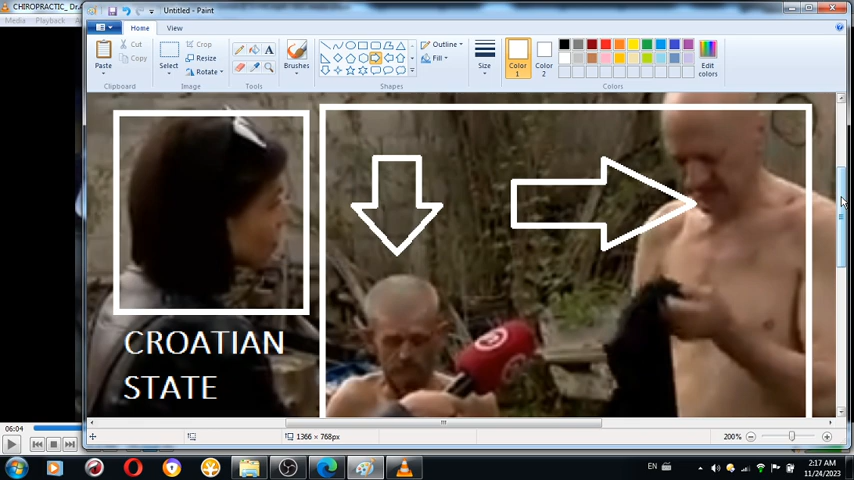 CHIROPRACTIC_ Dr.A
Untitled - Paint
Media Playback
Home View
Paste Cut Copy Select Crop Resize Rotate Brushes Outline Fill Size Color 1 Color 2 Edit colors
Clipboard Image Tools Shapes Colors
CROATIAN
STATE
06:04
1366 × 768px
200%
EN
2:17 AM
11/24/2023